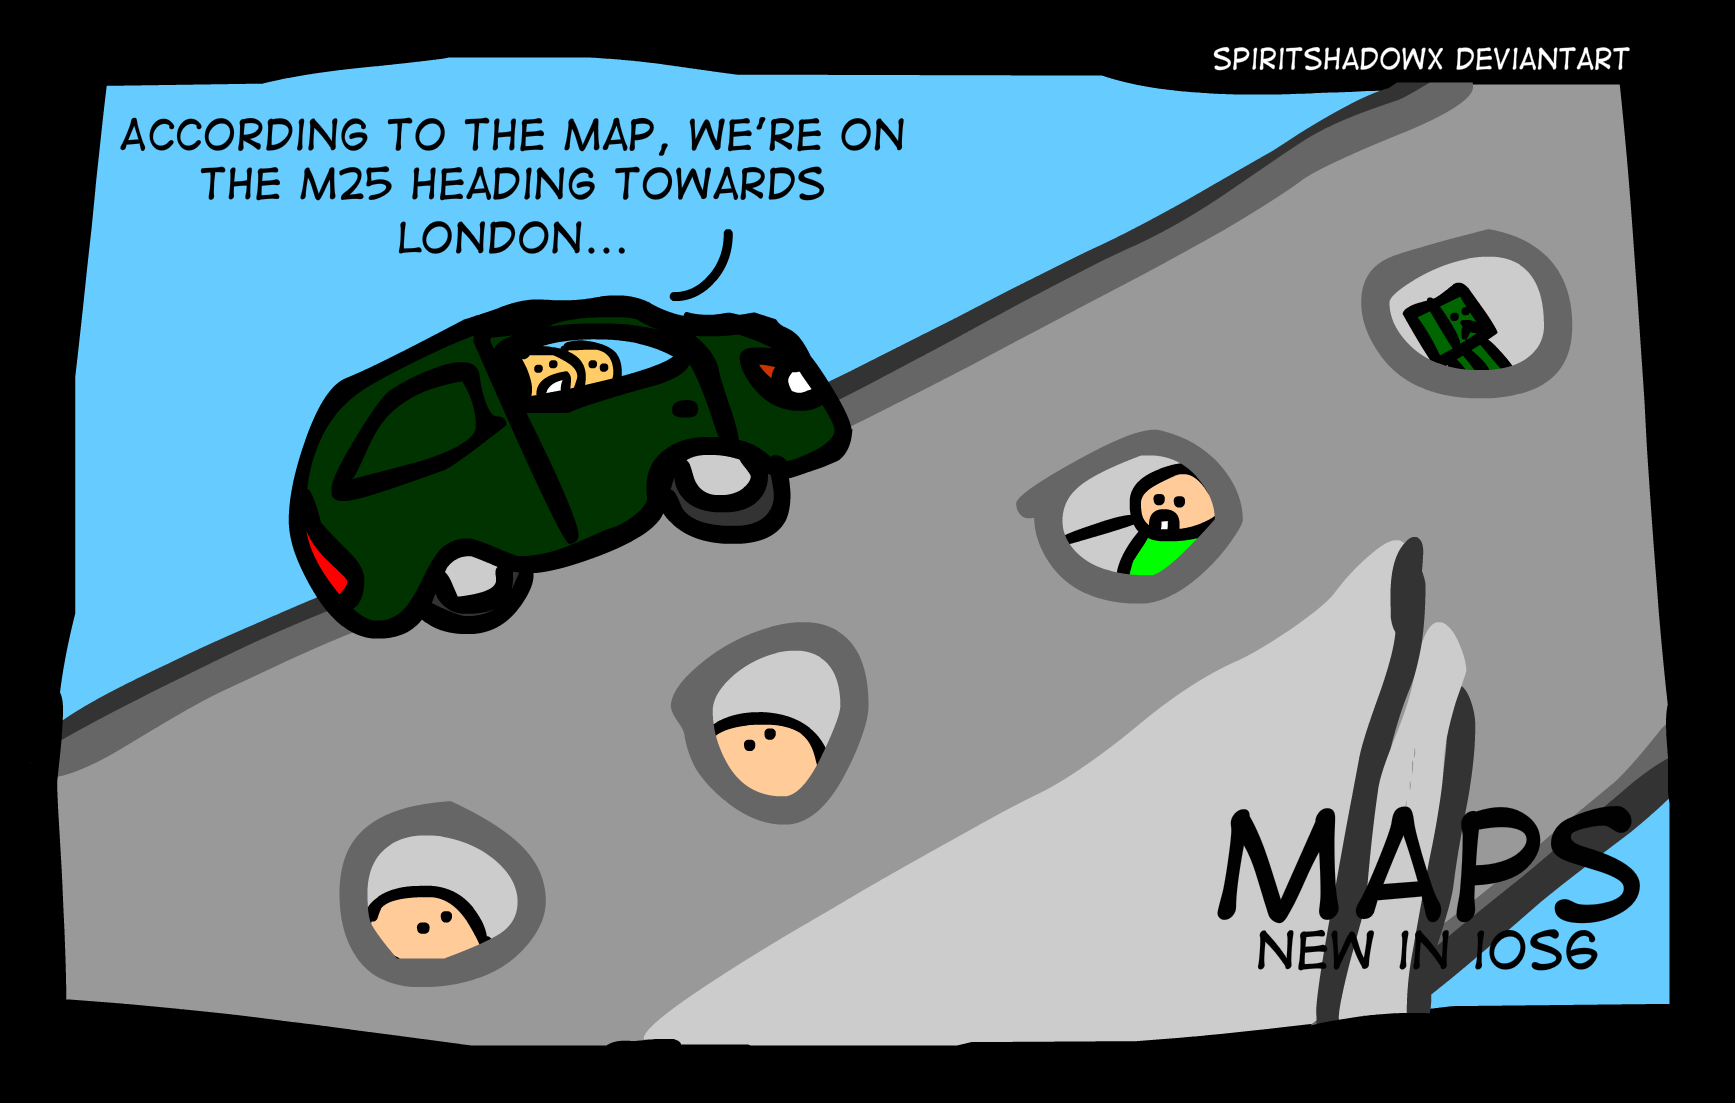 SPIRITSHADOWX DEVIANTART
ACCORDING TO THE MAP, WE'RE ON
THE M25 HEADING TOWARDS
LONDON...
MAPS
NEW IN IOS6